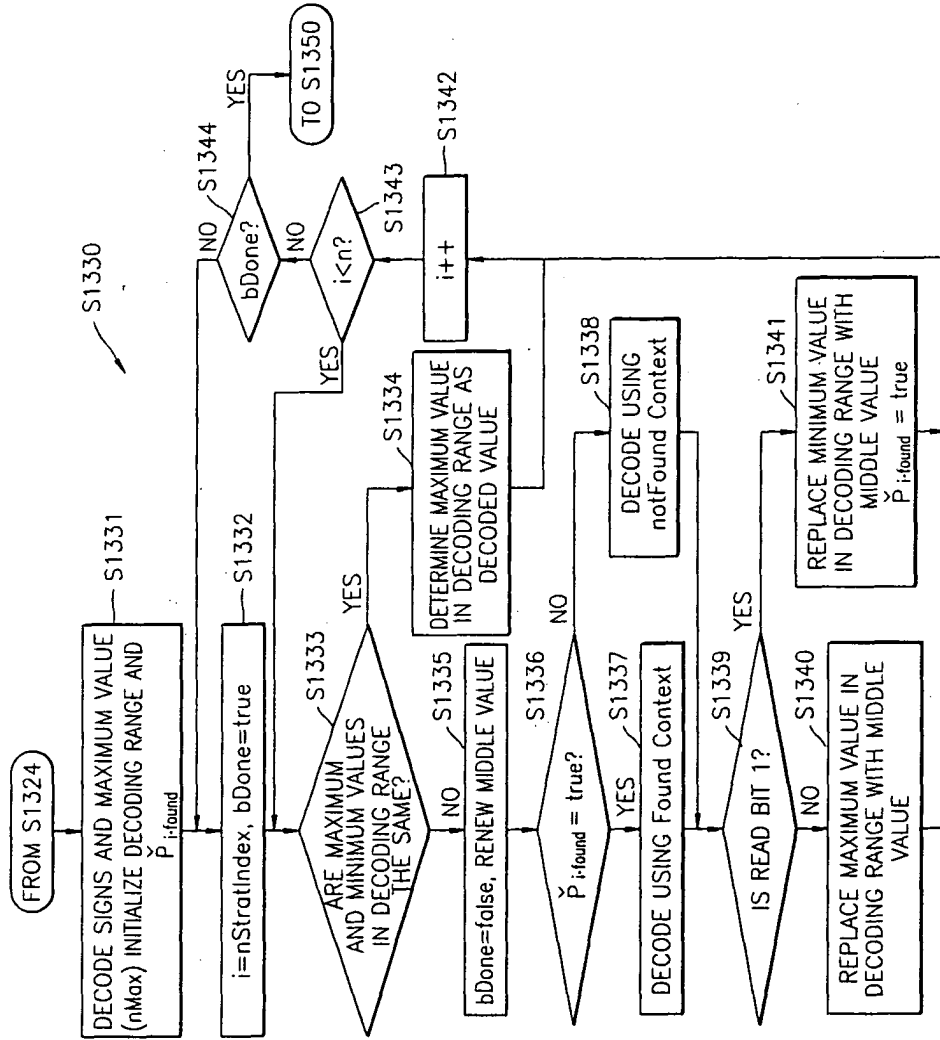 S1330
FROM S1324
S1331
DECODE SIGNS AND MAXIMUM VALUE
(nMax) INITIALIZE DECODING RANGE AND
P̌i-found
S1332
i=nStratIndex, bDone=true
S1333
ARE MAXIMUM
AND MINIMUM VALUES
IN DECODING RANGE
THE SAME?
YES
NO
S1334
DETERMINE MAXIMUM VALUE
IN DECODING RANGE AS
DECODED VALUE
S1335
bDone=false, RENEW MIDDLE VALUE
S1336
P̌i-found = true?
NO
YES
S1337
DECODE USING Found Context
S1338
DECODE USING
notFound Context
S1339
IS READ BIT 1?
YES
NO
S1340
REPLACE MAXIMUM VALUE IN
DECODING RANGE WITH MIDDLE
VALUE
S1341
REPLACE MINIMUM VALUE
IN DECODING RANGE WITH
MIDDLE VALUE
P̌i-found = true
S1342
i++
S1343
i<n?
YES
NO
S1344
bDone?
NO
YES
TO S1350